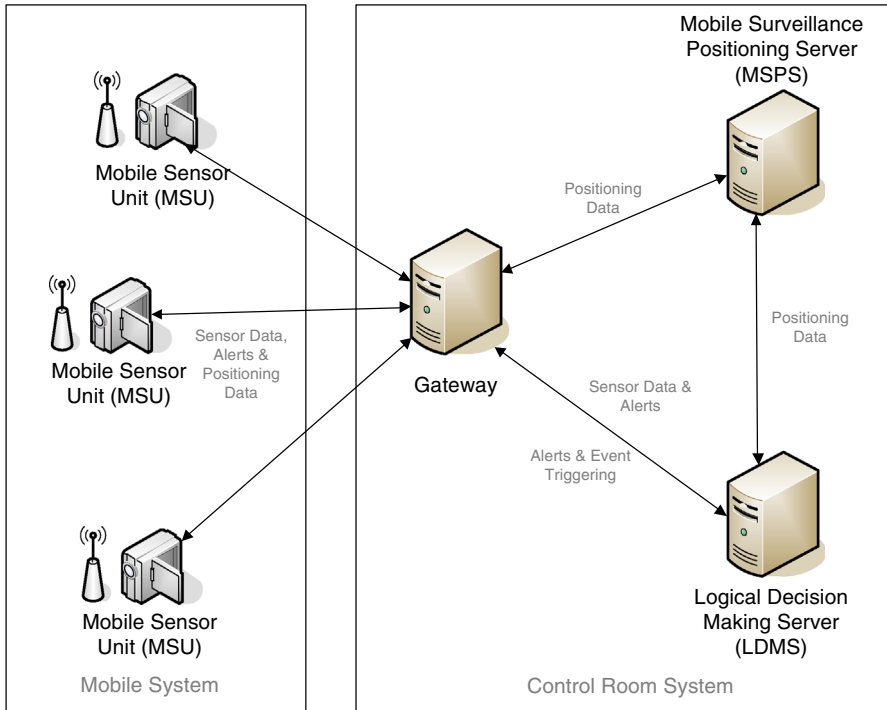 Mobile Surveillance
Positioning Server
(MSPS)
Mobile Sensor
Unit (MSU)
Positioning
Data
Mobile Sensor
Unit (MSU)
Sensor Data,
Alerts &
Positioning
Data
Gateway
Positioning
Data
Sensor Data &
Alerts
Alerts & Event
Triggering
Mobile Sensor
Unit (MSU)
Logical Decision
Making Server
(LDMS)
Mobile System
Control Room System